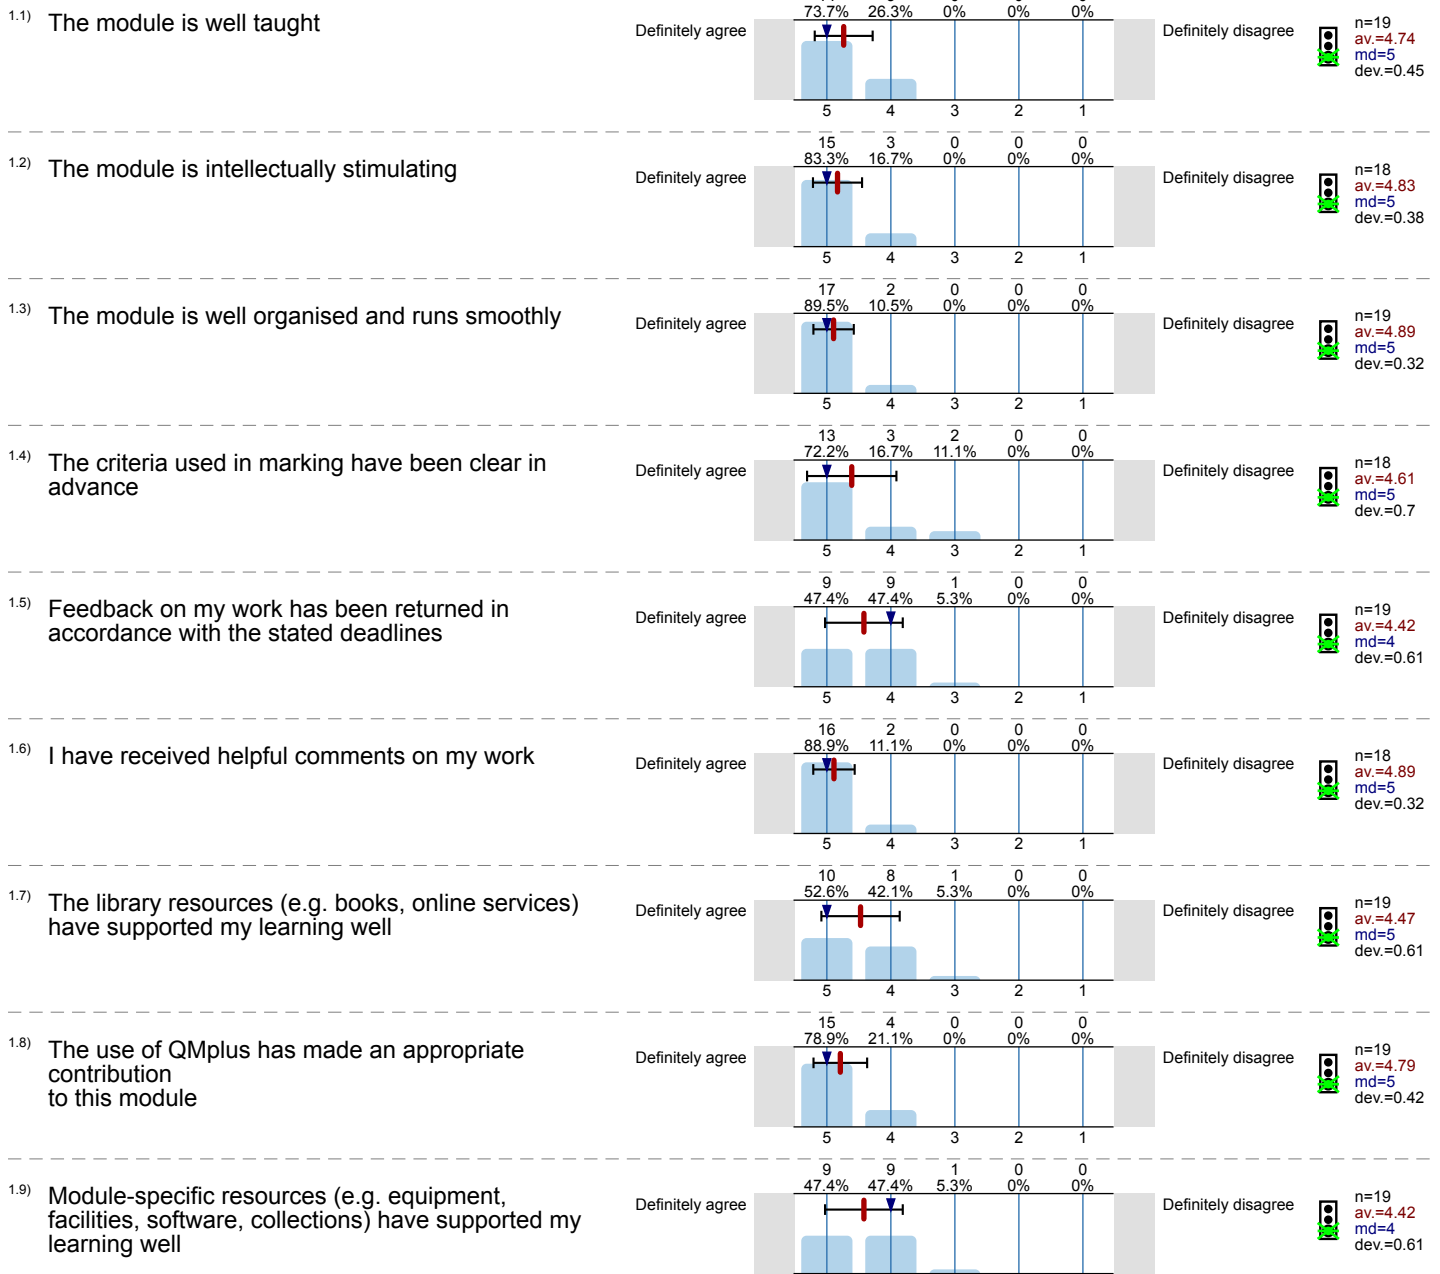 1.1) The module is well taught
Definitely agree
73.7% 26.3% 0% 0% 0%
5 4 3 2 1
Definitely disagree
n=19
av.=4.74
md=5
dev.=0.45
1.2) The module is intellectually stimulating
Definitely agree
15 3 0 0 0
83.3% 16.7% 0% 0% 0%
5 4 3 2 1
Definitely disagree
n=18
av.=4.83
md=5
dev.=0.38
1.3) The module is well organised and runs smoothly
Definitely agree
17 2 0 0 0
89.5% 10.5% 0% 0% 0%
5 4 3 2 1
Definitely disagree
n=19
av.=4.89
md=5
dev.=0.32
1.4) The criteria used in marking have been clear in
advance
Definitely agree
13 3 2 0 0
72.2% 16.7% 11.1% 0% 0%
5 4 3 2 1
Definitely disagree
n=18
av.=4.61
md=5
dev.=0.7
1.5) Feedback on my work has been returned in
accordance with the stated deadlines
Definitely agree
9 9 1 0 0
47.4% 47.4% 5.3% 0% 0%
5 4 3 2 1
Definitely disagree
n=19
av.=4.42
md=4
dev.=0.61
1.6) I have received helpful comments on my work
Definitely agree
16 2 0 0 0
88.9% 11.1% 0% 0% 0%
5 4 3 2 1
Definitely disagree
n=18
av.=4.89
md=5
dev.=0.32
1.7) The library resources (e.g. books, online services)
have supported my learning well
Definitely agree
10 8 1 0 0
52.6% 42.1% 5.3% 0% 0%
5 4 3 2 1
Definitely disagree
n=19
av.=4.47
md=5
dev.=0.61
1.8) The use of QMplus has made an appropriate
contribution
to this module
Definitely agree
15 4 0 0 0
78.9% 21.1% 0% 0% 0%
5 4 3 2 1
Definitely disagree
n=19
av.=4.79
md=5
dev.=0.42
1.9) Module-specific resources (e.g. equipment,
facilities, software, collections) have supported my
learning well
Definitely agree
9 9 1 0 0
47.4% 47.4% 5.3% 0% 0%
Definitely disagree
n=19
av.=4.42
md=4
dev.=0.61